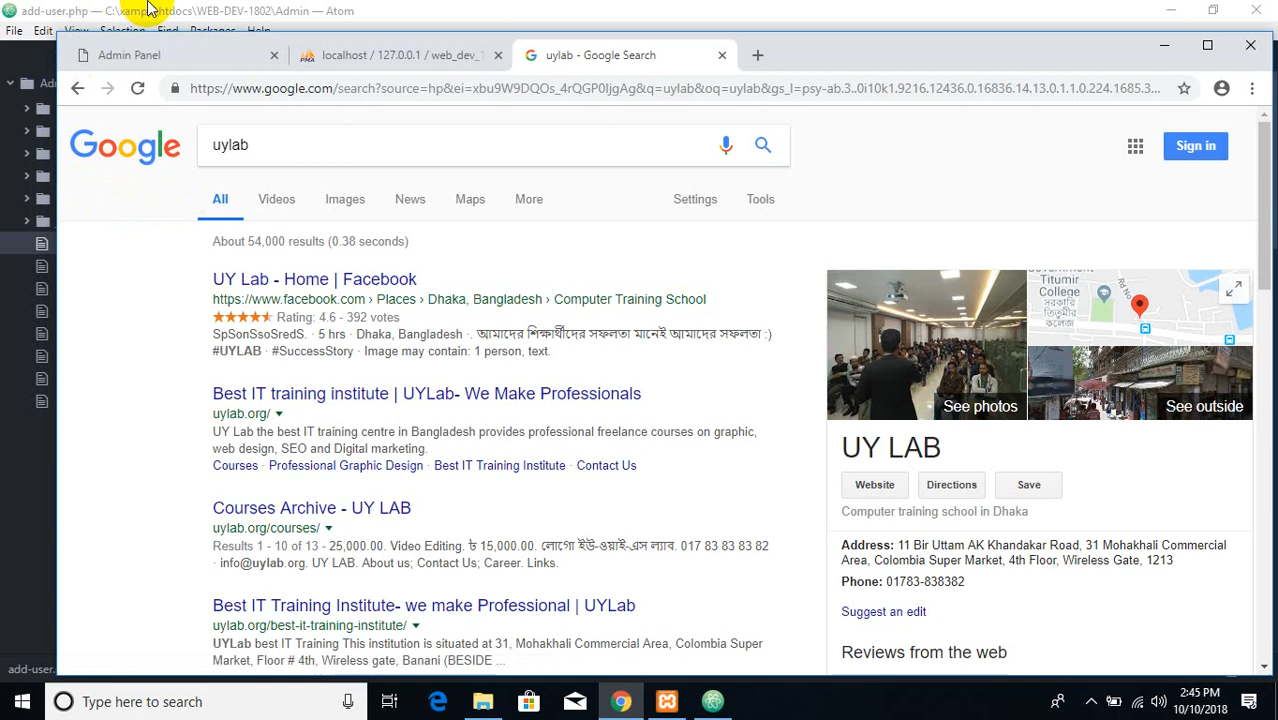 add-user.php — C:\xampp\htdocs\WEB-DEV-1802\Admin — Atom
File Edit View Selection Find Packages Help
Admin Panel
localhost / 127.0.0.1 / web_dev_1
uylab - Google Search
https://www.google.com/search?source=hp&ei=xbu9W9DQOs_4rQGP0IjgAg&q=uylab&oq=uylab&gs_l=psy-ab.3..0i10k1.9216.12436.0.16836.14.13.0.1.1.0.224.1685.3...
Google
uylab
Sign in
All Videos Images News Maps More Settings Tools
About 54,000 results (0.38 seconds)
UY Lab - Home | Facebook
https://www.facebook.com › Places › Dhaka, Bangladesh › Computer Training School
Rating: 4.6 - 392 votes
SpSonSsoSredS. · 5 hrs · Dhaka, Bangladesh · আমাদের শিক্ষার্থীদের সফলতা মানেই আমাদের সফলতা :)
#UYLAB · #SuccessStory · Image may contain: 1 person, text.
Best IT training institute | UYLab- We Make Professionals
uylab.org/
UY Lab the best IT training centre in Bangladesh provides professional freelance courses on graphic,
web design, SEO and Digital marketing.
Courses · Professional Graphic Design · Best IT Training Institute · Contact Us
Courses Archive - UY LAB
uylab.org/courses/
Results 1 - 10 of 13 - 25,000.00. Video Editing. ৳ 15,000.00. লোগো ইউ-ওয়াই-এস ল্যাব. 017 83 83 83 82
· info@uylab.org. UY LAB. About us; Contact Us; Career. Links.
Best IT Training Institute- we make Professional | UYLab
uylab.org/best-it-training-institute/
UYLab best IT Training This institution is situated at 31, Mohakhali Commercial Area, Colombia Super
Market, Floor # 4th, Wireless gate, Banani (BESIDE ...
Government
Titumir
College
সরকারি
তিতুমীর
কলেজ
Rd No
See photos
See outside
UY LAB
Website Directions Save
Computer training school in Dhaka
Address: 11 Bir Uttam AK Khandakar Road, 31 Mohakhali Commercial
Area, Colombia Super Market, 4th Floor, Wireless Gate, 1213
Phone: 01783-838382
Suggest an edit
Reviews from the web
add-user.
Type here to search
2:45 PM
10/10/2018